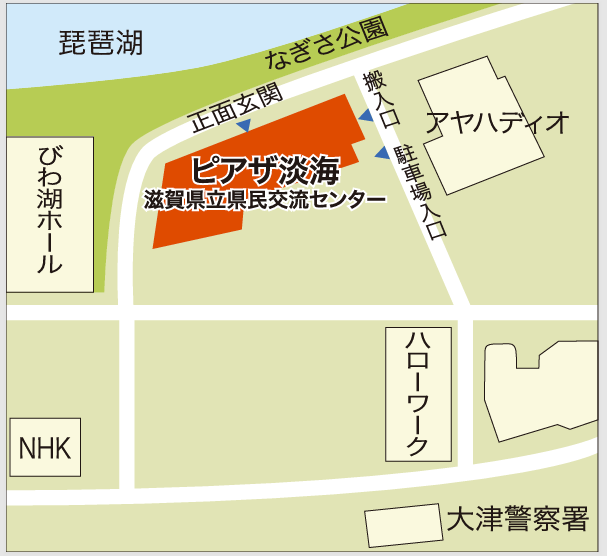 琵琶湖
なぎさ公園
正面玄関
搬入口
アヤハディオ
びわ湖ホール
ピアザ淡海
滋賀県立県民交流センター
駐車場入口
ハローワーク
NHK
大津警察署